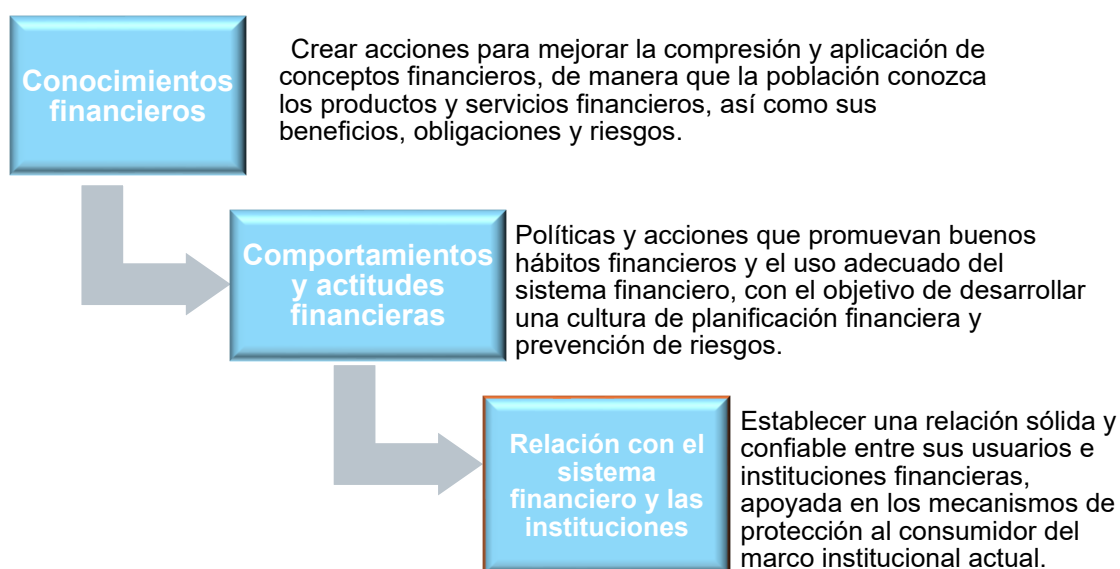 Conocimientos
financieros
Crear acciones para mejorar la compresión y aplicación de
conceptos financieros, de manera que la población conozca
los productos y servicios financieros, así como sus
beneficios, obligaciones y riesgos.
Comportamientos
y actitudes
financieras
Políticas y acciones que promuevan buenos
hábitos financieros y el uso adecuado del
sistema financiero, con el objetivo de desarrollar
una cultura de planificación financiera y
prevención de riesgos.
Relación con el
sistema
financiero y las
instituciones
Establecer una relación sólida y
confiable entre sus usuarios e
instituciones financieras,
apoyada en los mecanismos de
protección al consumidor del
marco institucional actual.